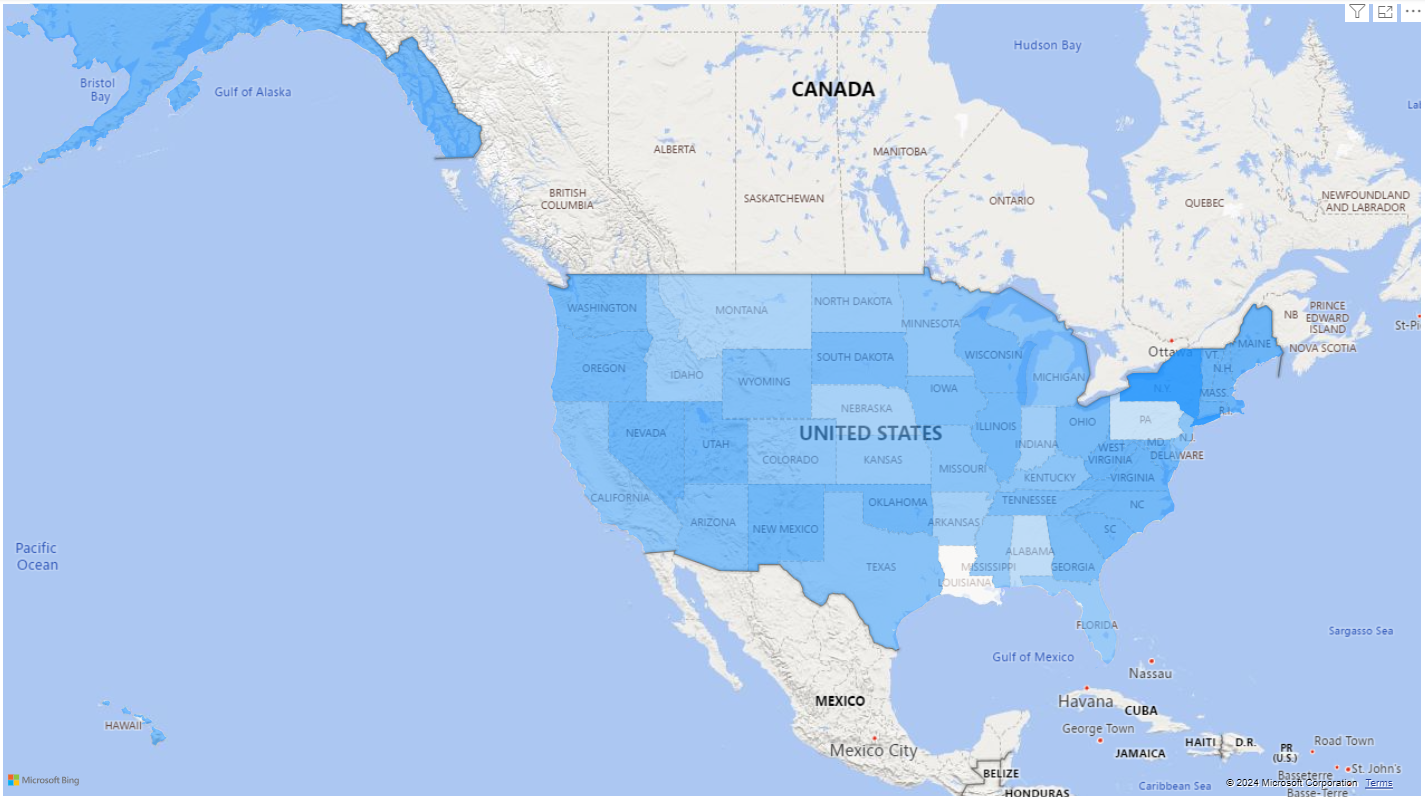 Hudson Bay
Bristol
Bay
Gulf of Alaska
CANADA
Lal
ALBERTA
MANITOBA
BRITISH
COLUMBIA
SASKATCHEWAN
ONTARIO
QUEBEC
NEWFOUNDLAND
AND LABRADOR
WASHINGTON
MONTANA
NORTH DAKOTA
MINNESOTA
NB
PRINCE
EDWARD
ISLAND
St-Pi
NOVA SCOTIA
MAINE
Ottawa
VT.
N.H.
OREGON
IDAHO
WYOMING
SOUTH DAKOTA
WISCONSIN
MICHIGAN
N.Y.
MASS.
R.I.
IOWA
NEBRASKA
UNITED STATES
NEVADA
UTAH
COLORADO
KANSAS
MISSOURI
ILLINOIS
INDIANA
OHIO
PA
N.J.
MD
DELAWARE
WEST
VIRGINIA
VIRGINIA
KENTUCKY
TENNESSEE
NC
SC
CALIFORNIA
ARIZONA
NEW MEXICO
OKLAHOMA
ARKANSAS
ALABAMA
MISSISSIPPI
GEORGIA
LOUISIANA
TEXAS
FLORIDA
Pacific
Ocean
Sargasso Sea
Gulf of Mexico
Nassau
HAWAII
MEXICO
Havana
CUBA
George Town
Mexico City
JAMAICA
HAITI
D.R.
PR
(U.S.)
Road Town
BELIZE
HONDURAS
Basseterre
St. John's
Caribbean Sea
Basse-Terre
Microsoft Bing
© 2024 Microsoft Corporation Terms